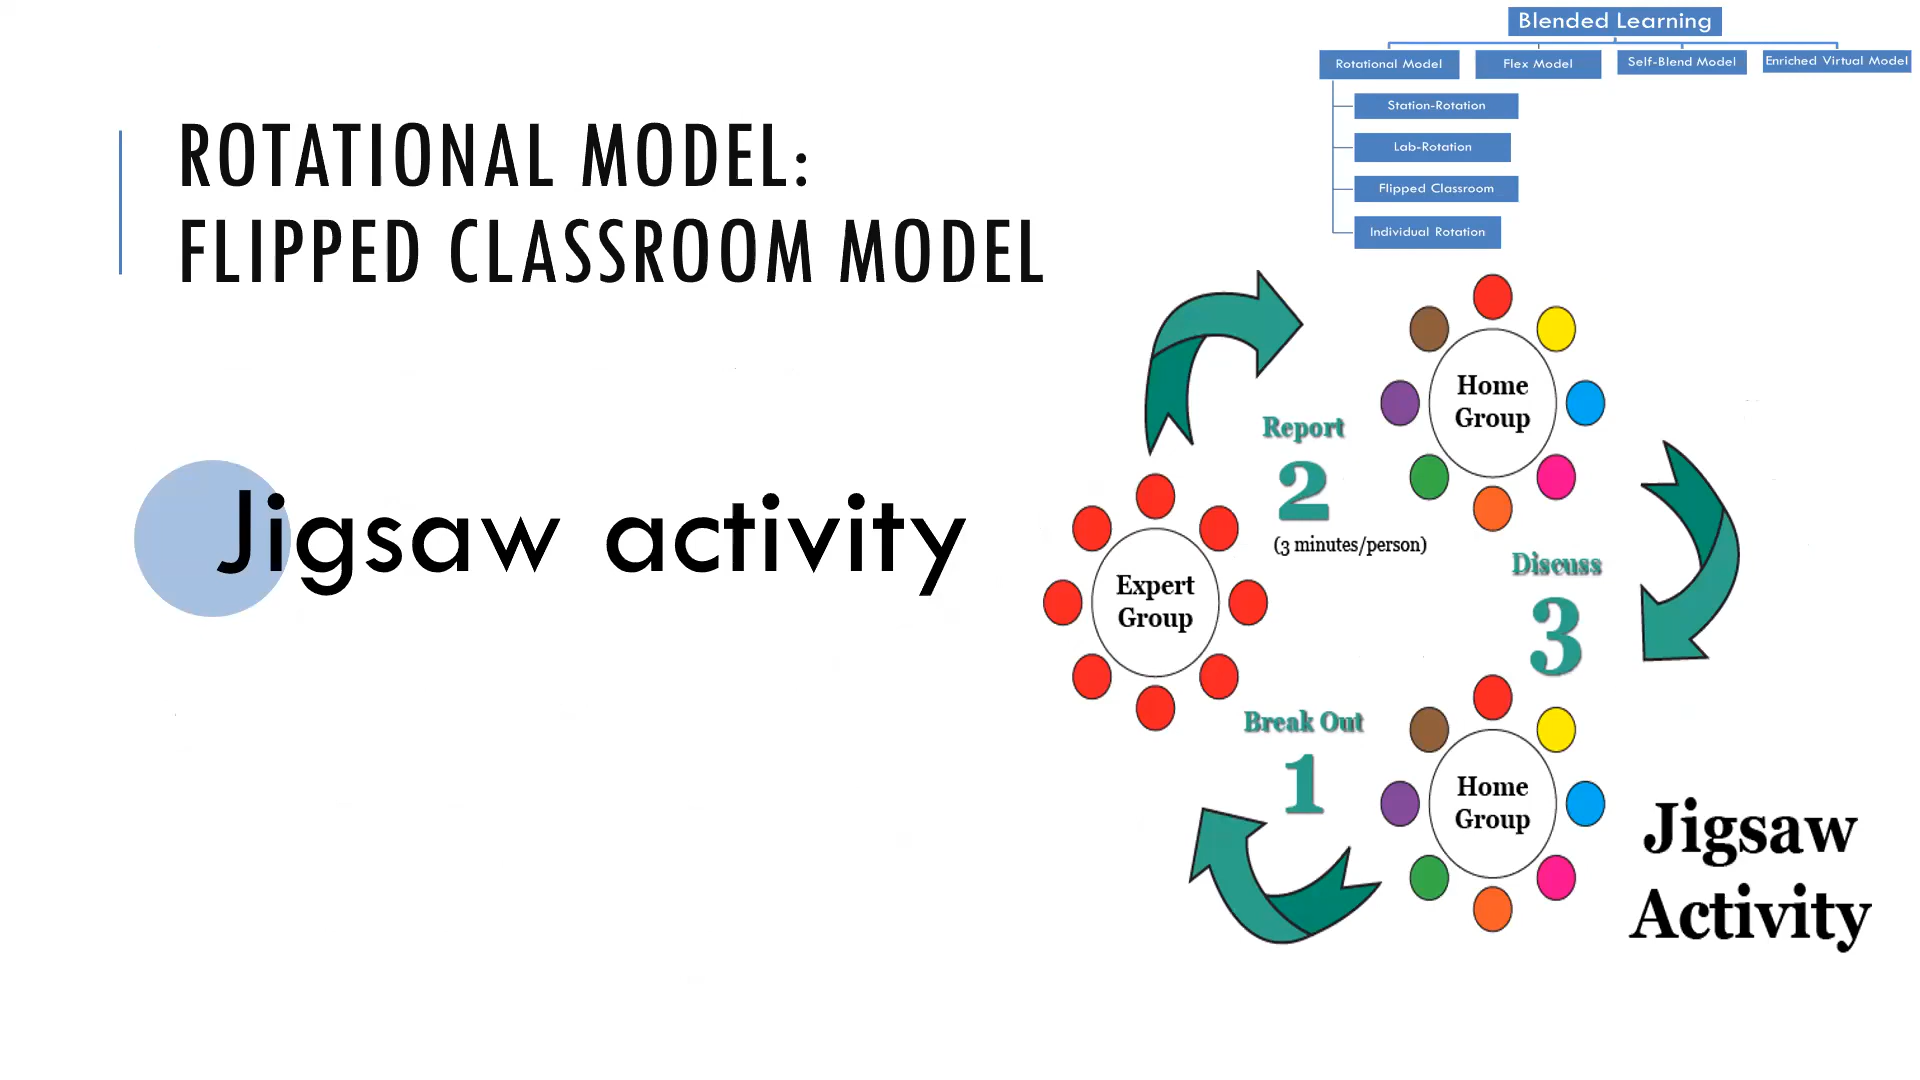 Blended Learning
Rotational Model
Flex Model
Self-Blend Model
Enriched Virtual Model
Station-Rotation
Lab-Rotation
Flipped Classroom
Individual Rotation
ROTATIONAL MODEL:
FLIPPED CLASSROOM MODEL
Jigsaw activity
Home
Group
Report
2
(3 minutes/person)
Expert
Group
Discuss
3
Break Out
1
Home
Group
Jigsaw
Activity